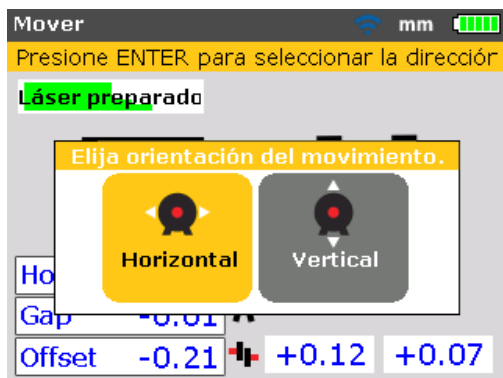 Mover mm
Presione ENTER para seleccionar la dirección
Láser preparado
Elija orientación del movimiento.
Horizontal Vertical
Ho
Gap -0.01
Offset -0.21 +0.12 +0.07